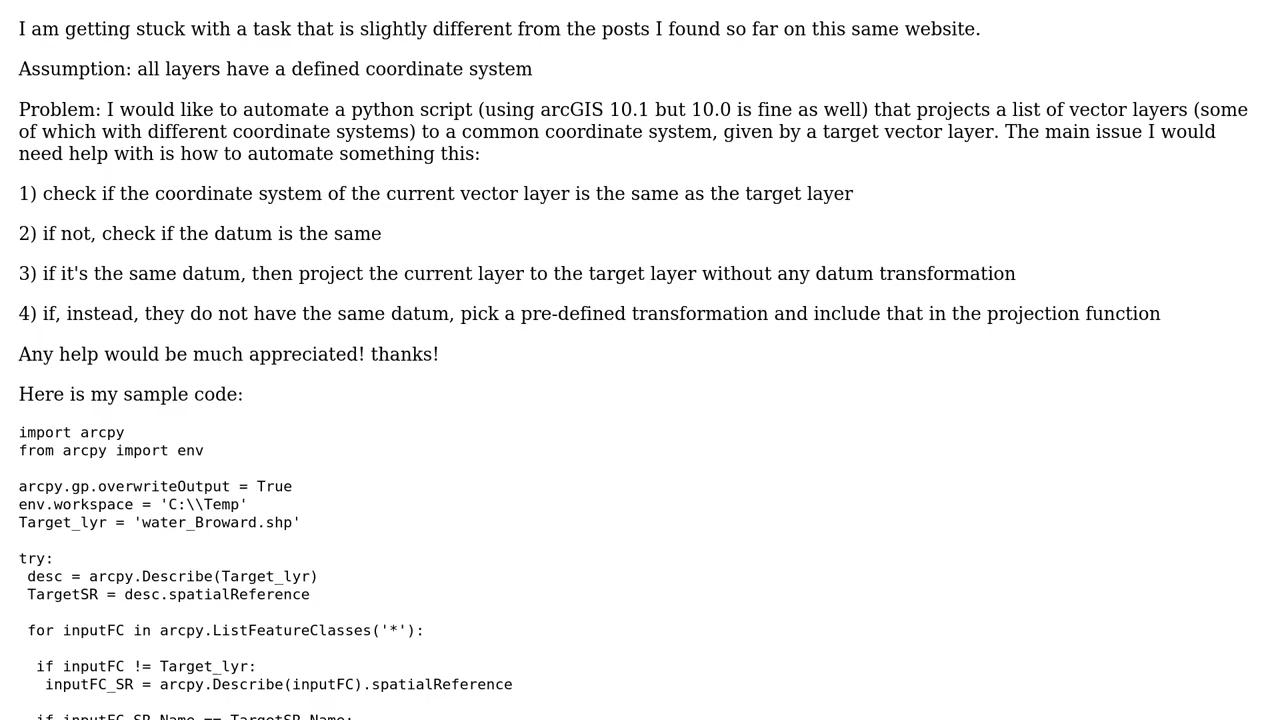 I am getting stuck with a task that is slightly different from the posts I found so far on this same website.
Assumption: all layers have a defined coordinate system
Problem: I would like to automate a python script (using arcGIS 10.1 but 10.0 is fine as well) that projects a list of vector layers (some
of which with different coordinate systems) to a common coordinate system, given by a target vector layer. The main issue I would
need help with is how to automate something this:
1) check if the coordinate system of the current vector layer is the same as the target layer
2) if not, check if the datum is the same
3) if it's the same datum, then project the current layer to the target layer without any datum transformation
4) if, instead, they do not have the same datum, pick a pre-defined transformation and include that in the projection function
Any help would be much appreciated! thanks!
Here is my sample code:
import arcpy
from arcpy import env
arcpy.gp.overwriteOutput = True
env.workspace = 'C:\\Temp'
Target_lyr = 'water_Broward.shp'
try:
desc = arcpy.Describe(Target_lyr)
TargetSR = desc.spatialReference
for inputFC in arcpy.ListFeatureClasses('*'):
if inputFC != Target_lyr:
inputFC_SR = arcpy.Describe(inputFC).spatialReference
if inputFC_SR.Name == TargetSR.Name: